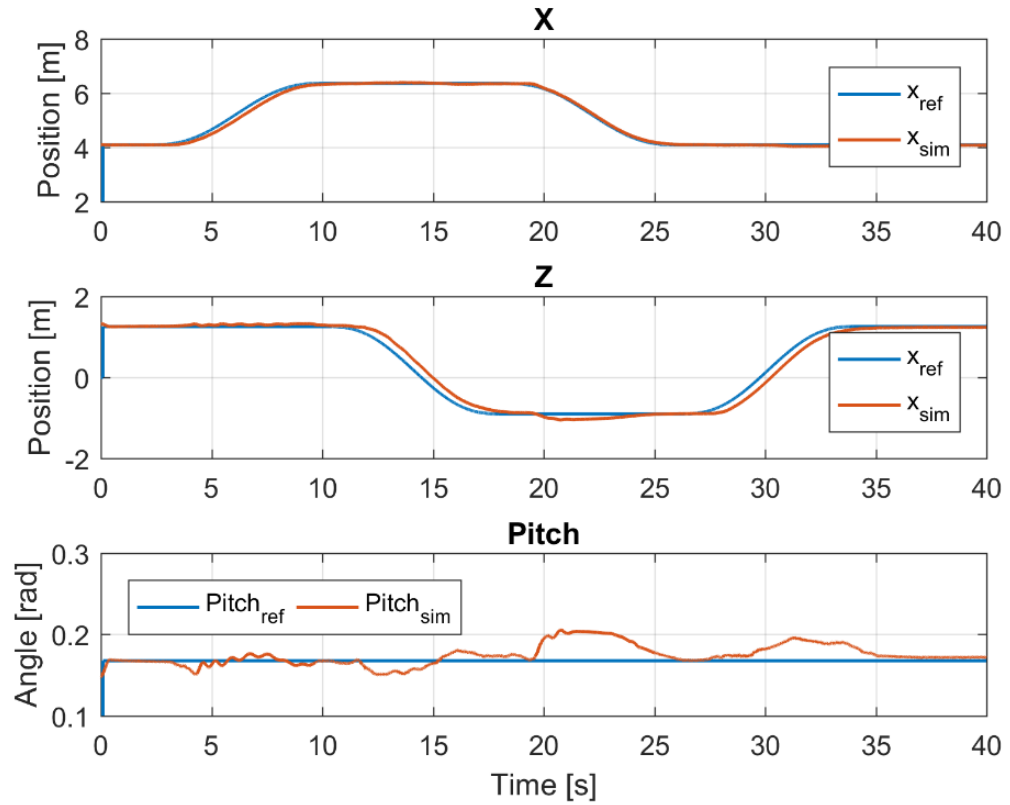 X
Position [m]
8
6
4
2
x_ref
x_sim
0 5 10 15 20 25 30 35 40
Z
Position [m]
2
0
-2
x_ref
x_sim
0 5 10 15 20 25 30 35 40
Pitch
Angle [rad]
0.3
0.2
0.1
Pitch_ref Pitch_sim
0 5 10 15 20 25 30 35 40
Time [s]